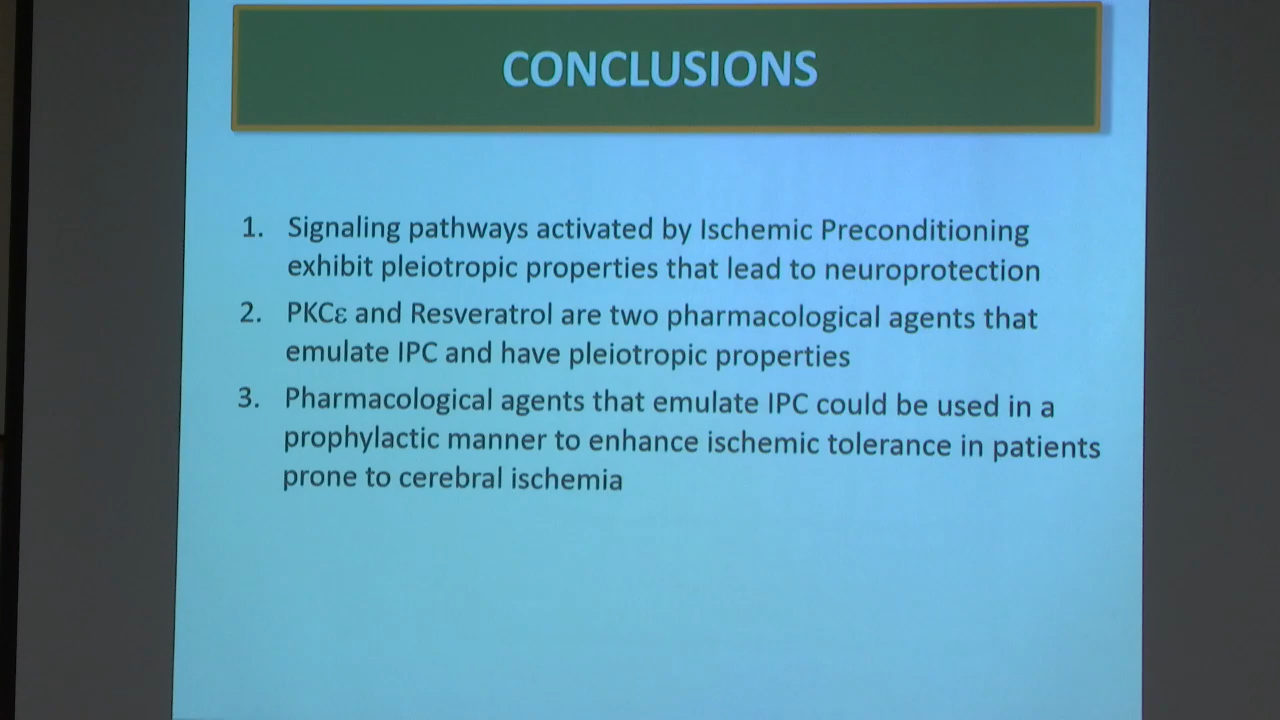 CONCLUSIONS
1. Signaling pathways activated by Ischemic Preconditioning
exhibit pleiotropic properties that lead to neuroprotection
2. PKCε and Resveratrol are two pharmacological agents that
emulate IPC and have pleiotropic properties
3. Pharmacological agents that emulate IPC could be used in a
prophylactic manner to enhance ischemic tolerance in patients
prone to cerebral ischemia